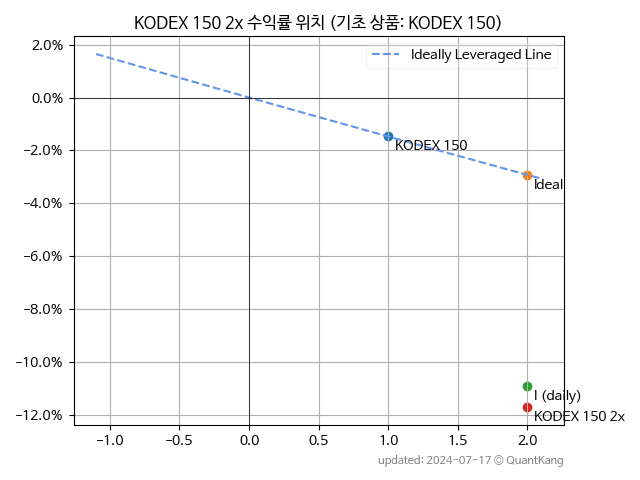 KODEX 150 2x 수익률 위치 (기초 상품: KODEX 150)
Ideally Leveraged Line
2.0%
0.0%
−2.0%
−4.0%
−6.0%
−8.0%
−10.0%
−12.0%
KODEX 150
Ideal
I (daily)
KODEX 150 2x
−1.0
−0.5
0.0
0.5
1.0
1.5
2.0
updated: 2024-07-17 © QuantKang